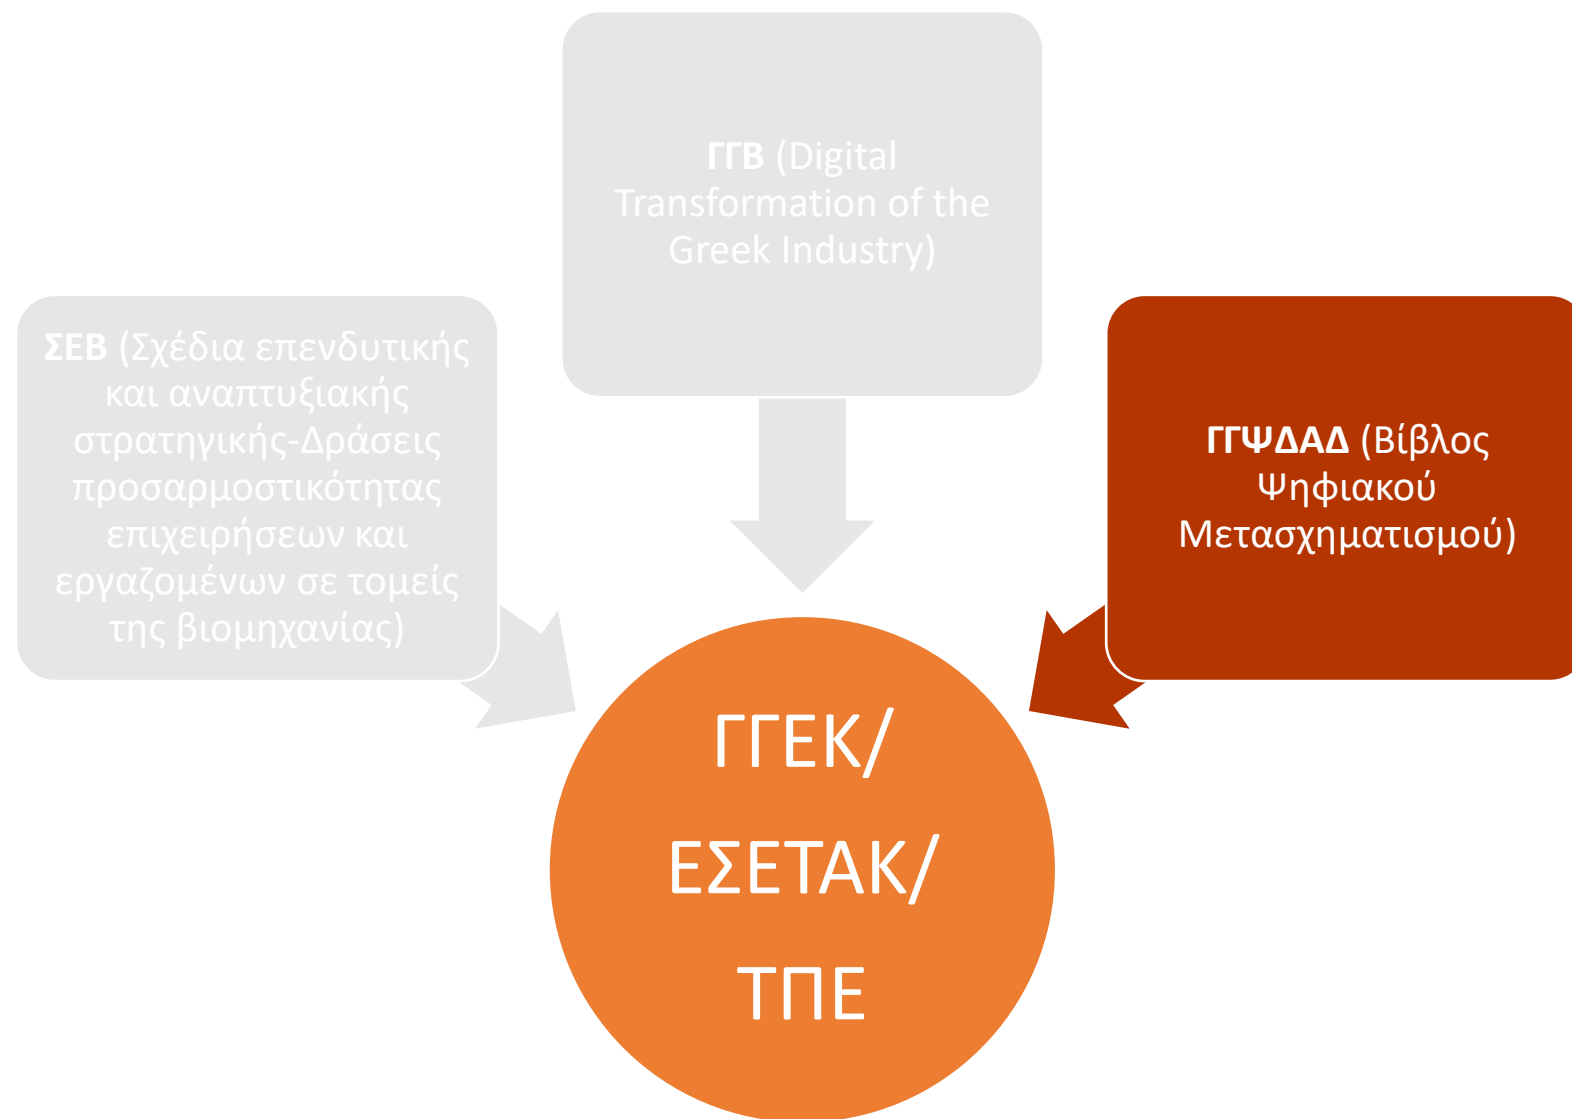 ΓΓΒ (Digital
Transformation of the
Greek Industry)
ΣΕΒ (Σχέδια επενδυτικής
και αναπτυξιακής
στρατηγικής-Δράσεις
προσαρμοστικότητας
επιχειρήσεων και
εργαζομένων σε τομείς
της βιομηχανίας)
ΓΓΨΔΑΔ (Βίβλος
Ψηφιακού
Μετασχηματισμού)
ΓΓΕΚ/
ΕΣΕΤΑΚ/
ΤΠΕ